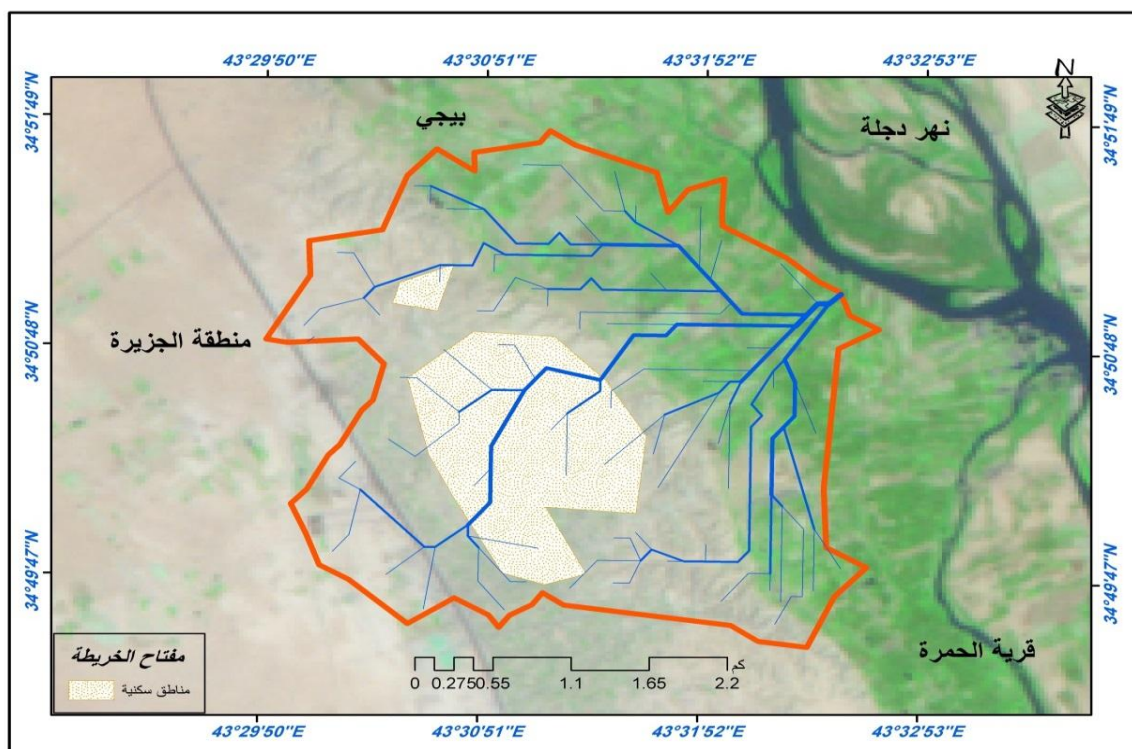 43°29'50"E 43°30'51"E 43°31'52"E 43°32'53"E
N
34°51'49"N
34°51'49"N
بيجي
نهر دجلة
منطقة الجزيرة
34°50'48"N
34°50'48"N
34°49'47"N
34°49'47"N
قرية الحمرة
مفتاح الخريطة
مناطق سكنية
كم
0 0.275 0.55 1.1 1.65 2.2
43°29'50"E 43°30'51"E 43°31'52"E 43°32'53"E